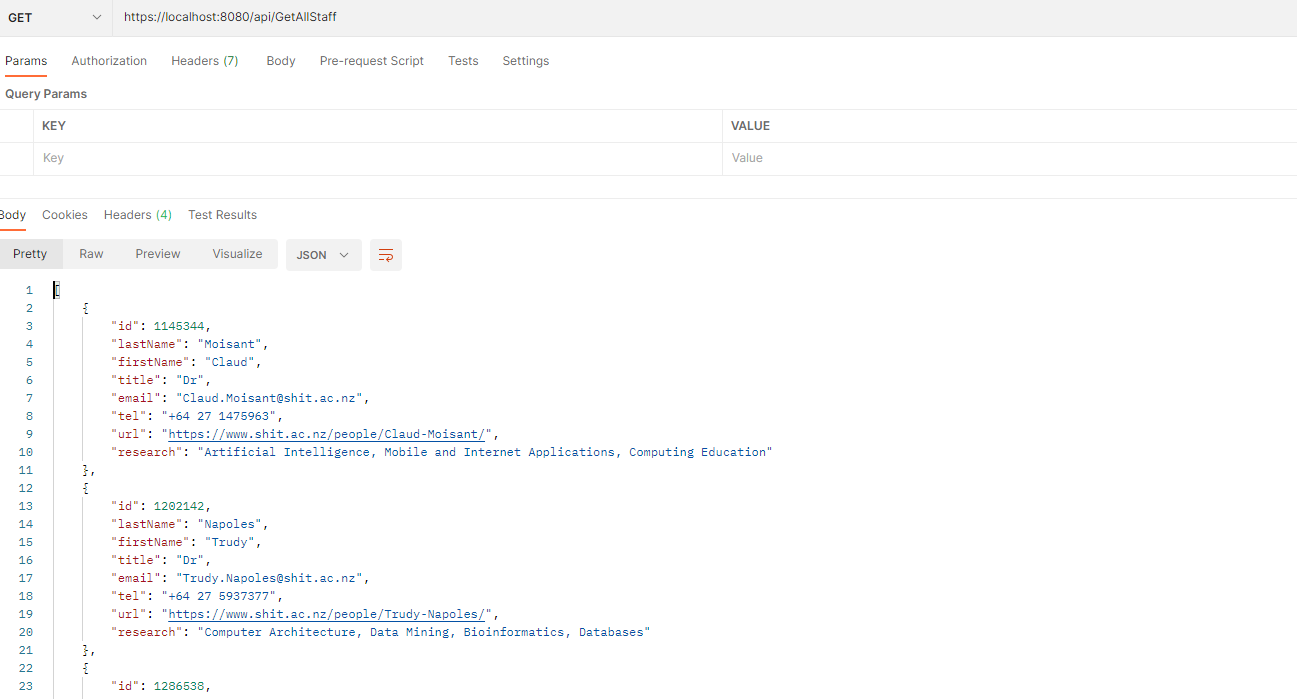 GET https://localhost:8080/api/GetAllStaff
Params Authorization Headers (7) Body Pre-request Script Tests Settings
Query Params
KEY VALUE
Key Value
Body Cookies Headers (4) Test Results
Pretty Raw Preview Visualize JSON
1 [
2 {
3 "id": 1145344,
4 "lastName": "Moisant",
5 "firstName": "Claud",
6 "title": "Dr",
7 "email": "Claud.Moisant@shit.ac.nz",
8 "tel": "+64 27 1475963",
9 "url": "https://www.shit.ac.nz/people/Claud-Moisant/",
10 "research": "Artificial Intelligence, Mobile and Internet Applications, Computing Education"
11 },
12 {
13 "id": 1202142,
14 "lastName": "Napoles",
15 "firstName": "Trudy",
16 "title": "Dr",
17 "email": "Trudy.Napoles@shit.ac.nz",
18 "tel": "+64 27 5937377",
19 "url": "https://www.shit.ac.nz/people/Trudy-Napoles/",
20 "research": "Computer Architecture, Data Mining, Bioinformatics, Databases"
21 },
22 {
23 "id": 1286538,